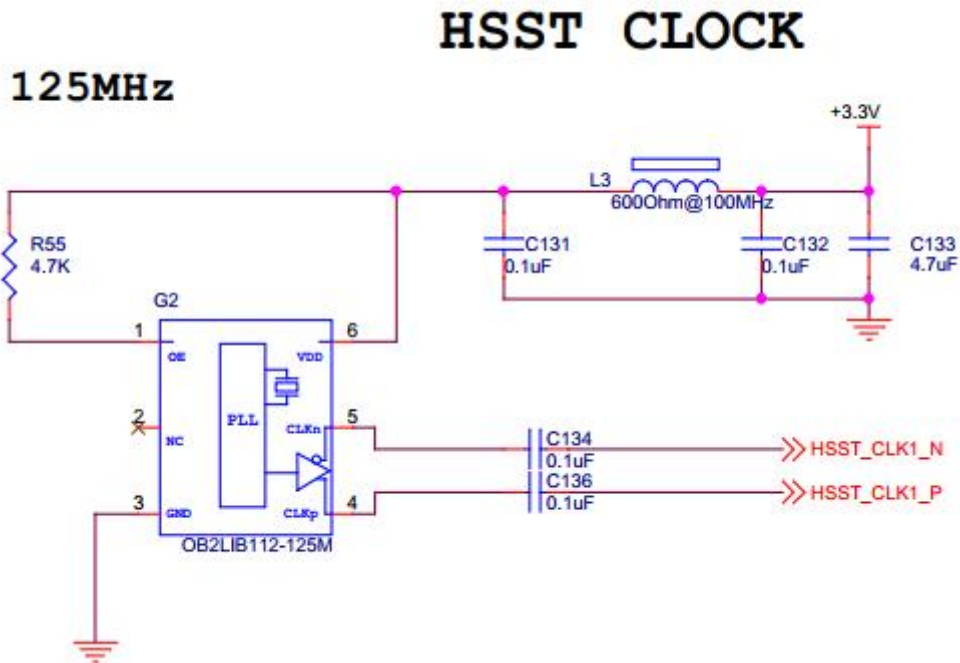 HSST CLOCK
125MHz
+3.3V
L3
600Ohm@100MHz
R55
4.7K
C131
0.1uF
C132
0.1uF
C133
4.7uF
G2
1
6
OE
VDD
2
5
NC
PLL
CLKn
3
4
GND
CLKp
OB2LIB112-125M
C134
0.1uF
HSST_CLK1_N
C136
0.1uF
HSST_CLK1_P